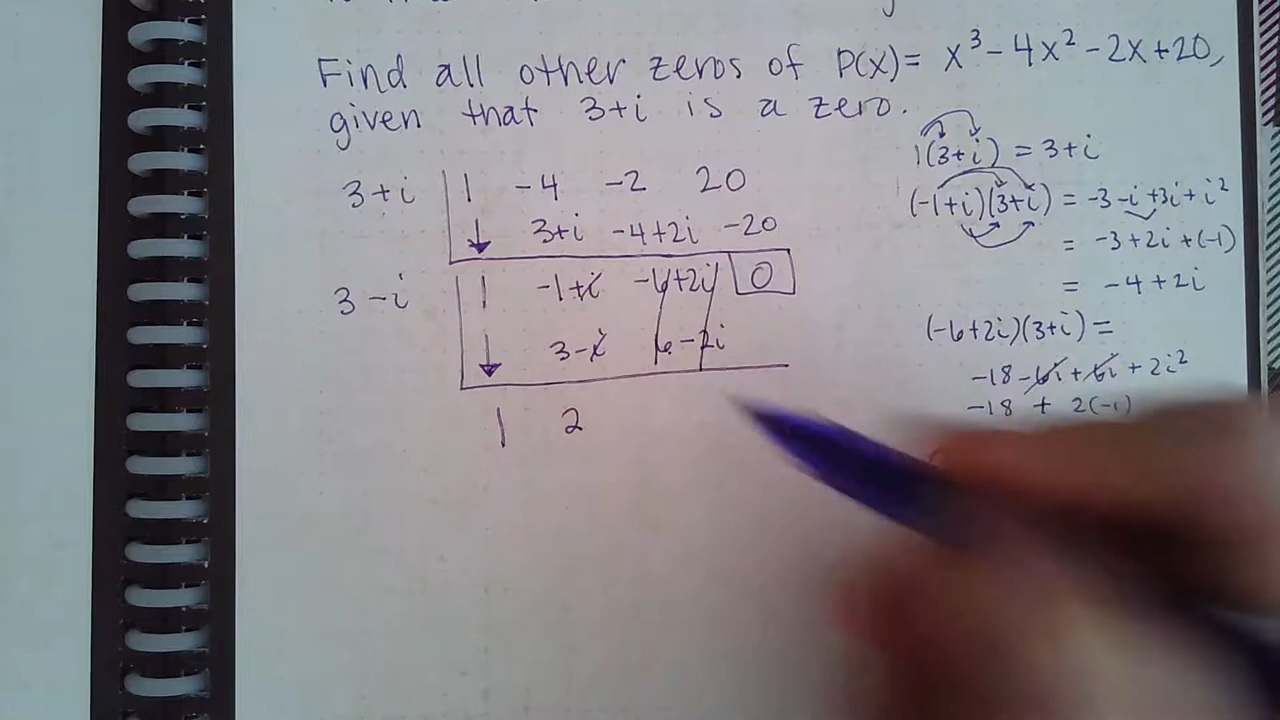 Find all other zeros of P(x) = x³ - 4x² - 2x + 20,
given that 3+i is a zero.
3+i | 1 -4 -2 20
↓ 3+i -4+2i -20
3-i | 1 -1+i -6+2i 0
↓ 3-i 6-2i
1 2
1(3+i) = 3+i
(-1+i)(3+i) = -3-i+3i+i²
= -3+2i+(-1)
= -4+2i
(-6+2i)(3+i) =
-18-6i+6i+2i²
-18 + 2(-1)